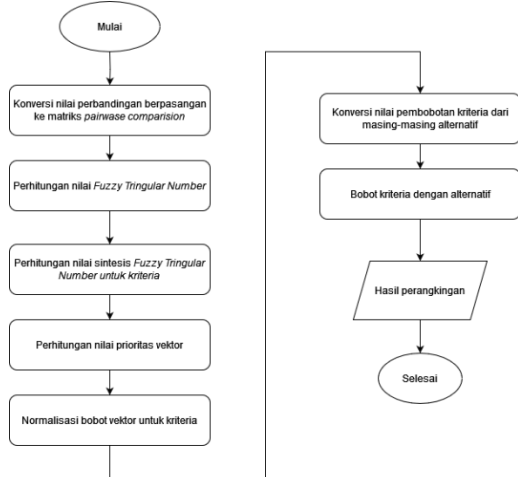 Mulai
Konversi nilai perbandingan berpasangan
ke matriks pairwase comparision
Perhitungan nilai Fuzzy Tringular Number
Perhitungan nilai sintesis Fuzzy Tringular
Number untuk kriteria
Perhitungan nilai prioritas vektor
Normalisasi bobot vektor untuk kriteria
Konversi nilai pembobotan kriteria dari
masing-masing alternatif
Bobot kriteria dengan alternatif
Hasil perangkingan
Selesai